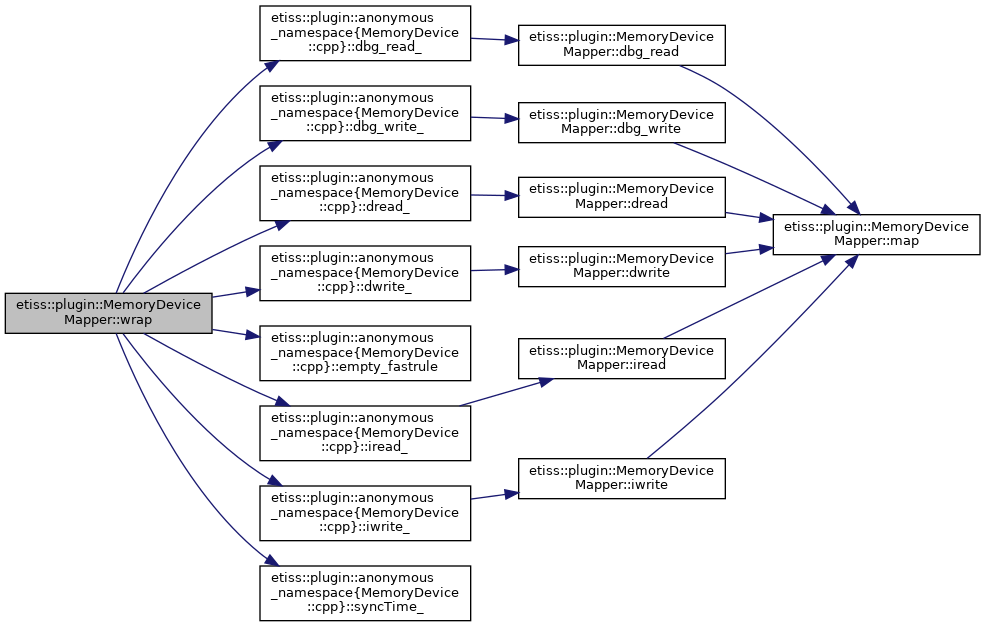 etiss::plugin::anonymous
_namespace{MemoryDevice
::cpp}::dbg_read_
etiss::plugin::MemoryDevice
Mapper::dbg_read
etiss::plugin::anonymous
_namespace{MemoryDevice
::cpp}::dbg_write_
etiss::plugin::MemoryDevice
Mapper::dbg_write
etiss::plugin::anonymous
_namespace{MemoryDevice
::cpp}::dread_
etiss::plugin::MemoryDevice
Mapper::dread
etiss::plugin::MemoryDevice
Mapper::map
etiss::plugin::anonymous
_namespace{MemoryDevice
::cpp}::dwrite_
etiss::plugin::MemoryDevice
Mapper::dwrite
etiss::plugin::MemoryDevice
Mapper::wrap
etiss::plugin::anonymous
_namespace{MemoryDevice
::cpp}::empty_fastrule
etiss::plugin::MemoryDevice
Mapper::iread
etiss::plugin::anonymous
_namespace{MemoryDevice
::cpp}::iread_
etiss::plugin::MemoryDevice
Mapper::iwrite
etiss::plugin::anonymous
_namespace{MemoryDevice
::cpp}::iwrite_
etiss::plugin::anonymous
_namespace{MemoryDevice
::cpp}::syncTime_